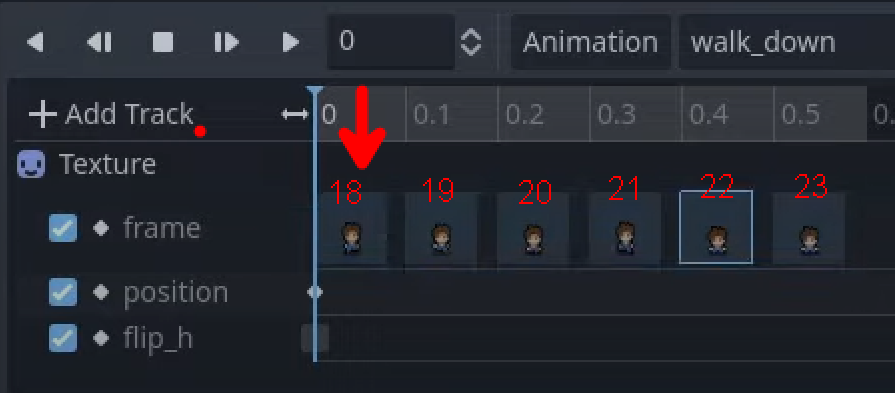 0 Animation walk_down
Add Track 0 0.1 0.2 0.3 0.4 0.5 0.
Texture
18 19 20 21 22 23
frame
position
flip_h